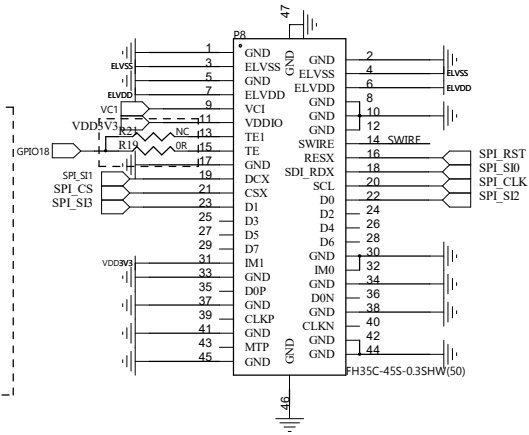 47
P8
GND
1 GND GND 2
ELVSS 3 ELVSS ELVSS 4 ELVSS
5 GND ELVDD 6 ELVDD
ELVDD 7 ELVDD GND 8
VC1 9 VCI GND 10
VDD3V3 11 VDDIO GND 12
R21 NC 13 TE1 SWIRE 14 SWIRE
GPIO18 R19 0R 15 TE RESX 16 SPI_RST
17 GND SDI_RDX 18 SPI_SI0
SPI_SI1 19 DCX SCL 20 SPI_CLK
SPI_CS 21 CSX D0 22 SPI_SI2
SPI_SI3 23 D1 D2 24
25 D3 D4 26
27 D5 D6 28
29 D7 GND 30
VDD3V3 31 IM1 IM0 32
33 GND GND 34
35 D0P D0N 36
37 GND GND 38
39 CLKP CLKN 40
41 GND GND 42
43 MTP GND 44
45 GND
GND
FH35C-45S-0.3SHW(50)
46